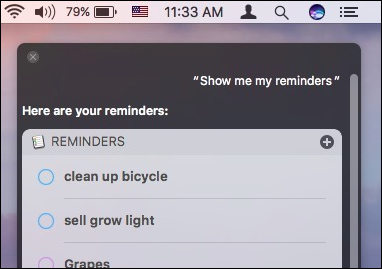 79% 11:33 AM
“Show me my reminders”
Here are your reminders:
REMINDERS
clean up bicycle
sell grow light
Grapes